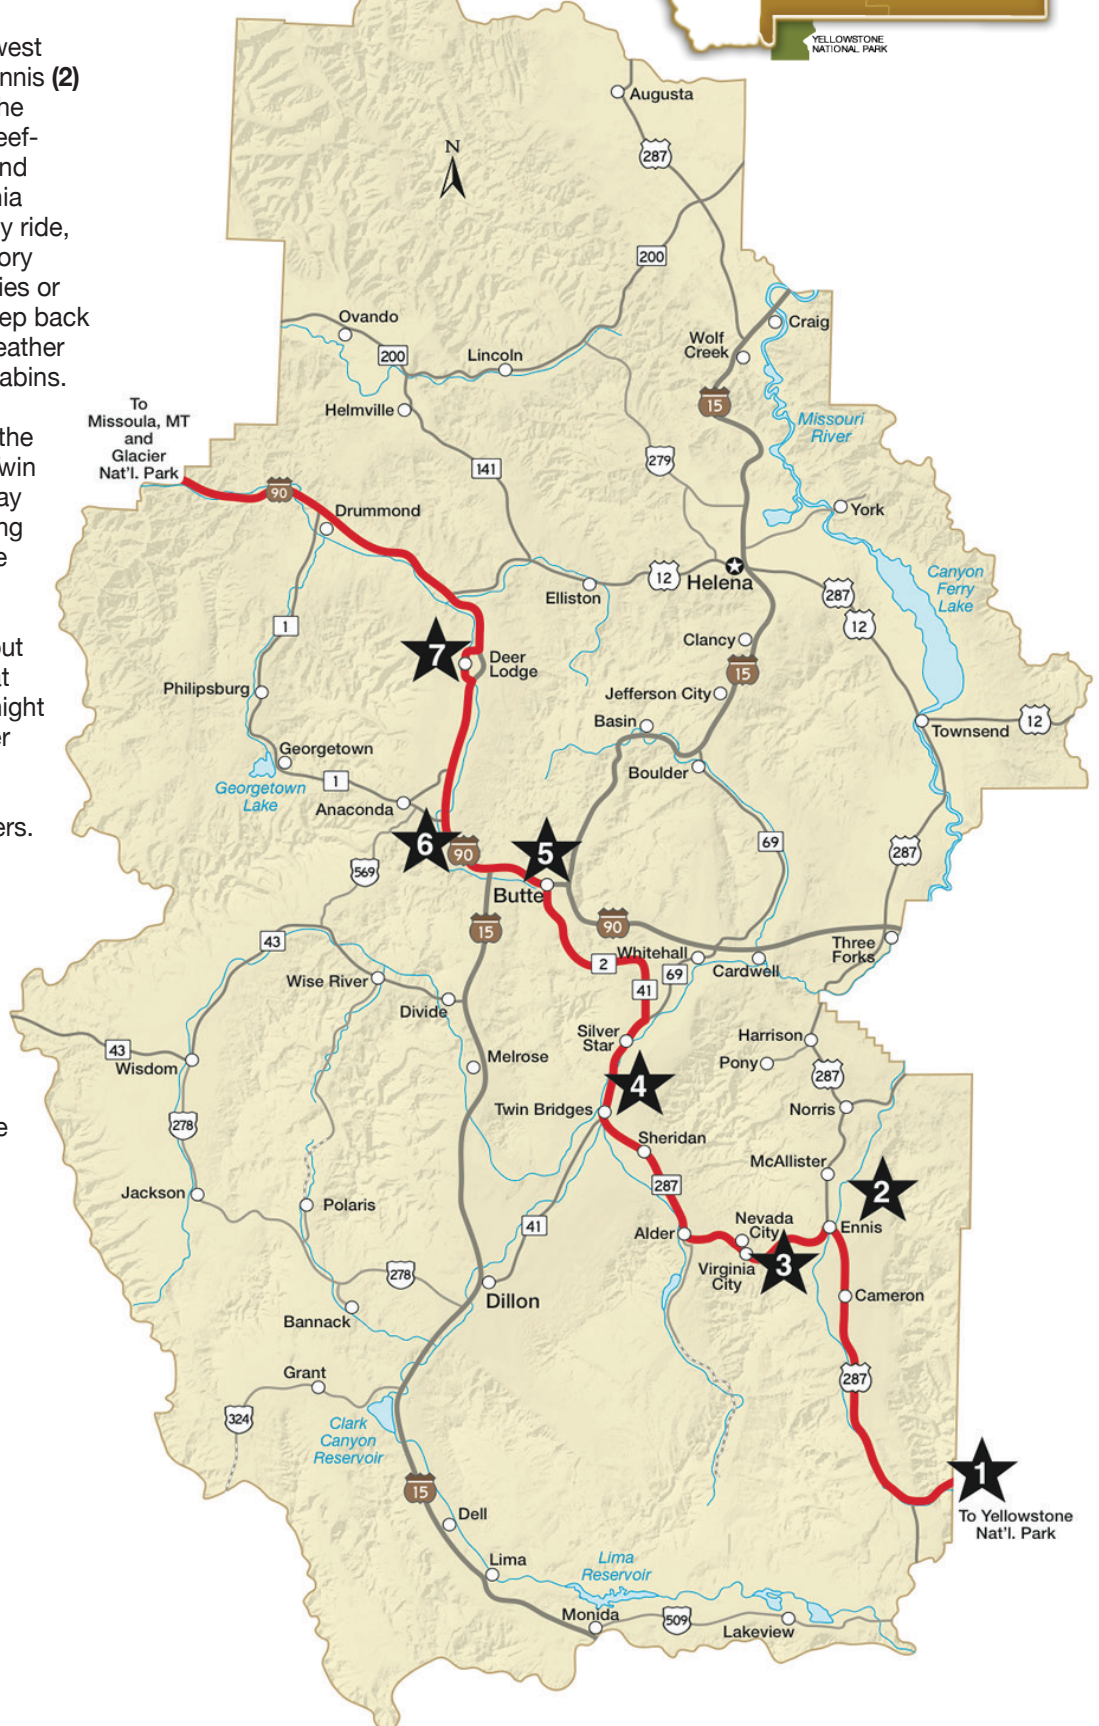 YELLOWSTONE
NATIONAL PARK
west
nnis (2)
he
eef-
nd
nia
y ride,
ory
ies or
ep back
eather
abins.
the
win
ay
ng
e
ut
at
night
er
ers.
e
Augusta
287
N
200
Ovando
200
Lincoln
Craig
Wolf
Creek
15
Helmville
To
Missoula, MT
and
Glacier
Nat'l. Park
Missouri
River
279
141
90
Drummond
York
12
Helena
Elliston
287
12
Canyon
Ferry
Lake
1
Clancy
15
7
Deer
Lodge
Philipsburg
Jefferson City
Basin
Townsend
12
Georgetown
Boulder
Georgetown
Lake
1
Anaconda
6
90
5
69
287
569
Butte
15
90
43
Whitehall
Three
Forks
2
69
Cardwell
Wise River
41
Divide
Silver
Star
Harrison
43
Wisdom
Melrose
Pony
287
4
Twin Bridges
Norris
278
Sheridan
McAllister
287
2
Jackson
Polaris
41
Alder
Nevada
City
Ennis
3
Virginia
City
278
Dillon
Cameron
Bannack
Grant
287
324
Clark
Canyon
Reservoir
1
15
Dell
To Yellowstone
Nat'l. Park
Lima
Lima
Reservoir
Monida
509
Lakeview